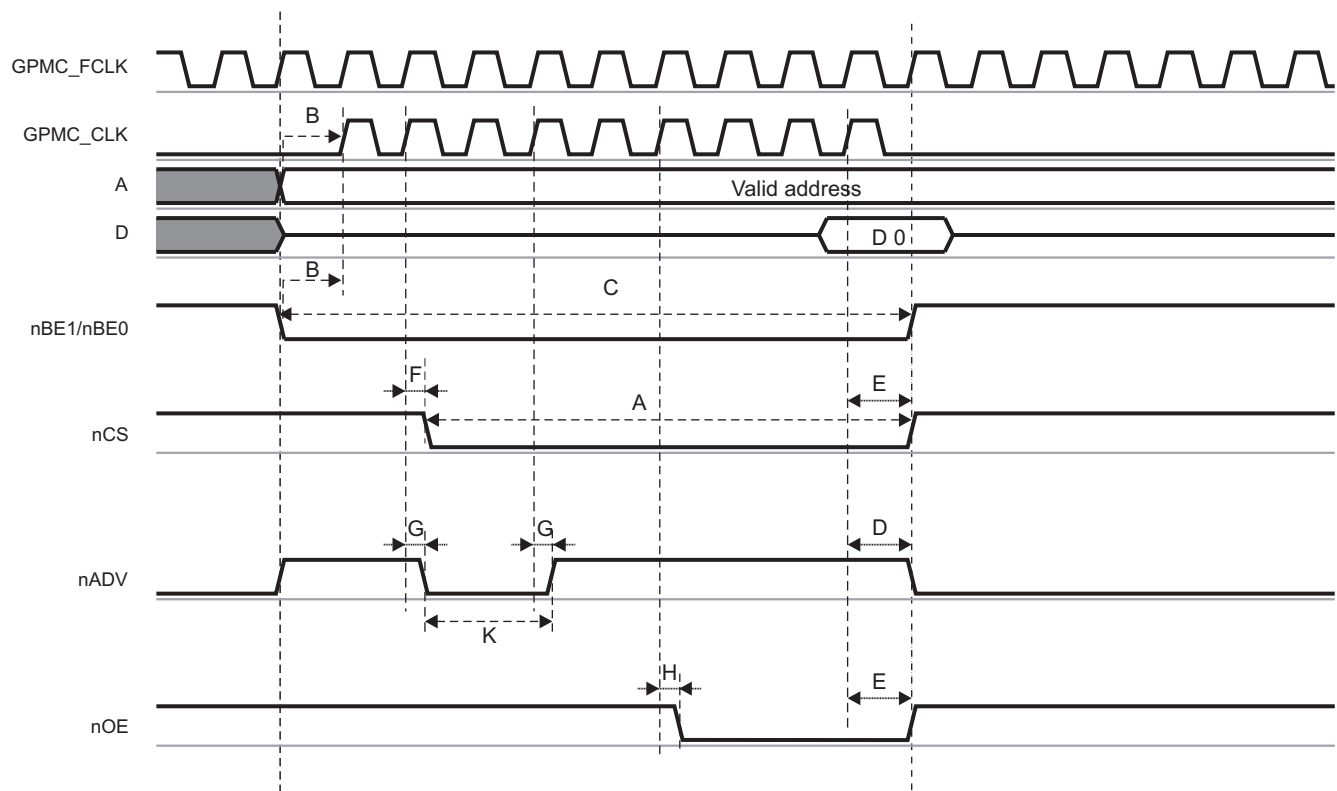 GPMC_FCLK
GPMC_CLK
B
A
Valid address
D
D 0
B
C
nBE1/nBE0
F
E
A
nCS
G
G
D
nADV
K
H
E
nOE